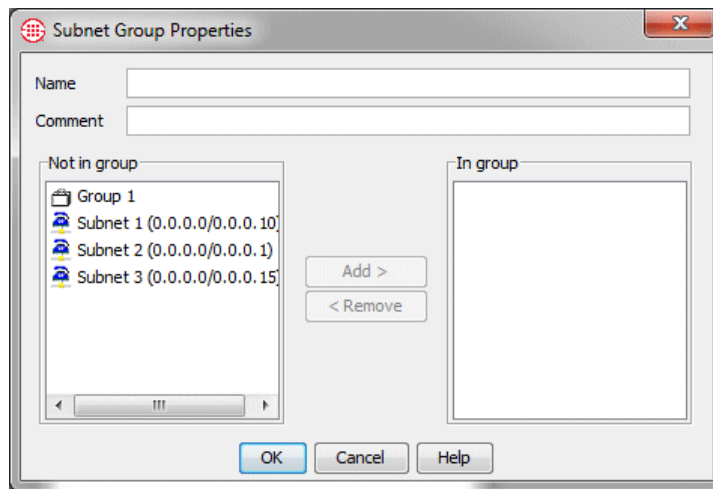 Subnet Group Properties
Name
Comment
Not in group
In group
Group 1
Subnet 1 (0.0.0.0/0.0.0.10)
Subnet 2 (0.0.0.0/0.0.0.1)
Subnet 3 (0.0.0.0/0.0.0.15)
Add >
< Remove
OK
Cancel
Help